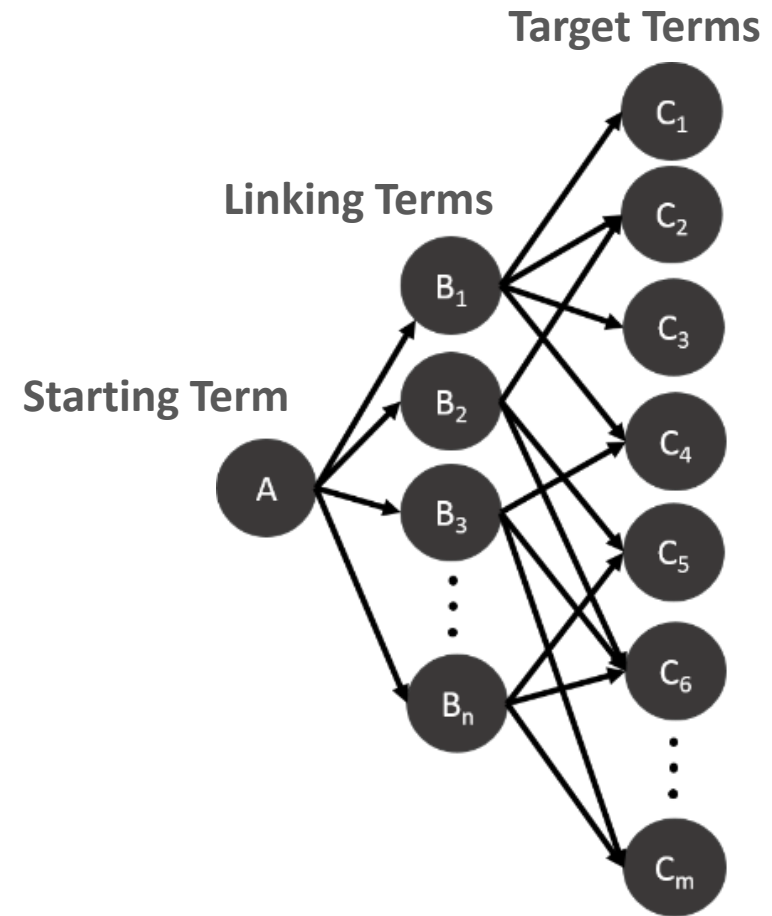 Target Terms
C₁
Linking Terms
C₂
B₁
C₃
Starting Term
B₂
C₄
A
B₃
C₅
C₆
Bₙ
Cₘ